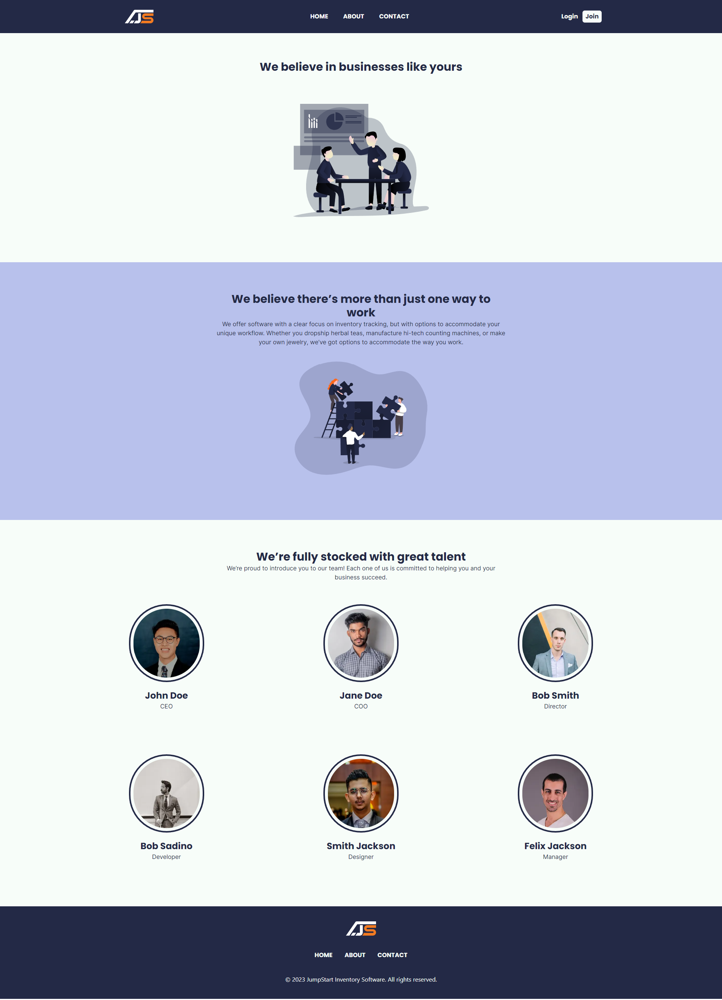 JS
HOME ABOUT CONTACT
Login Join
We believe in businesses like yours
We believe there’s more than just one way to
work
We offer software with a clear focus on inventory tracking, but with options to accommodate your
unique workflow. Whether you dropship herbal teas, manufacture hi-tech counting machines, or make
your own jewelry, we’ve got options to accommodate the way you work.
We’re fully stocked with great talent
We’re proud to introduce you to our team! Each one of us is committed to helping you and your
business succeed.
John Doe
CEO
Jane Doe
COO
Bob Smith
Director
Bob Sadino
Developer
Smith Jackson
Designer
Felix Jackson
Manager
JS
HOME ABOUT CONTACT
© 2023 JumpStart Inventory Software. All rights reserved.